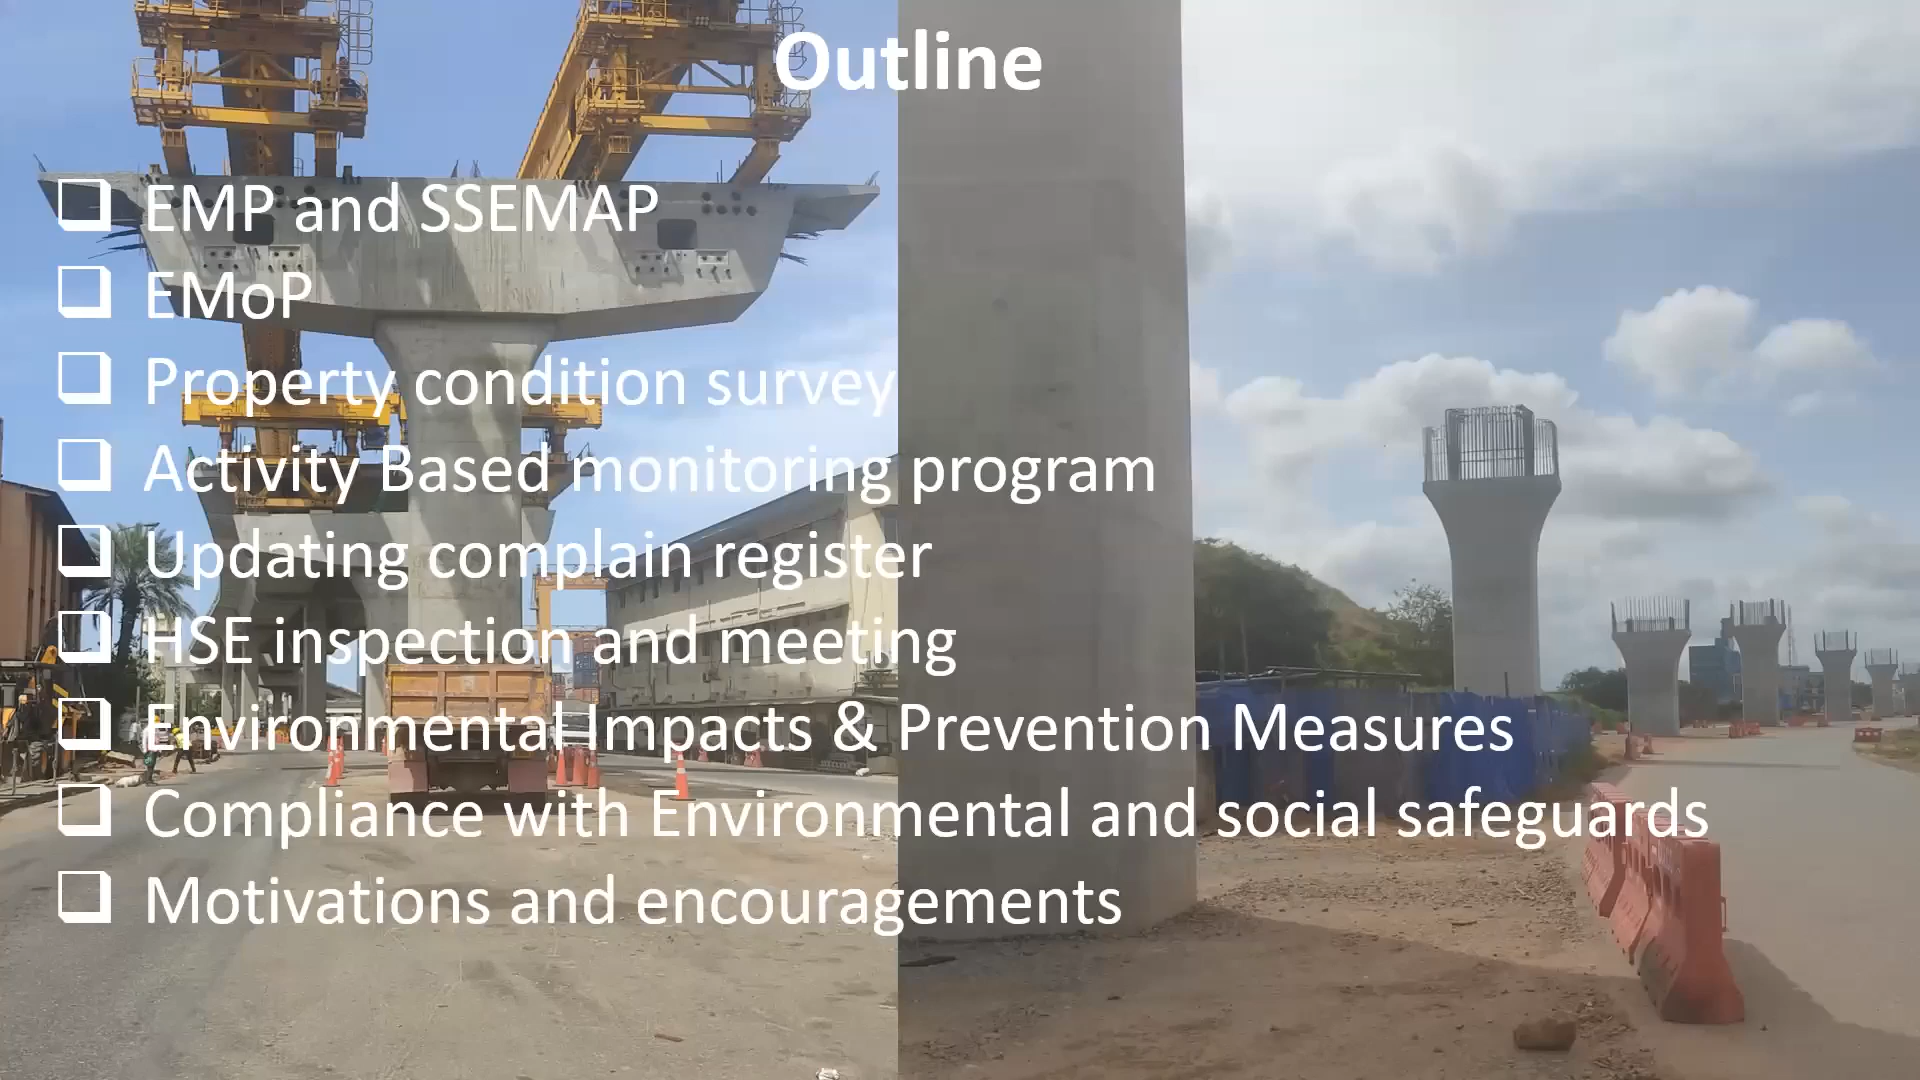 Outline
❑ EMP and SSEMAP
❑ EMoP
❑ Property condition survey
❑ Activity Based monitoring program
❑ Updating complain register
❑ HSE inspection and meeting
❑ Environmental Impacts & Prevention Measures
❑ Compliance with Environmental and social safeguards
❑ Motivations and encouragements